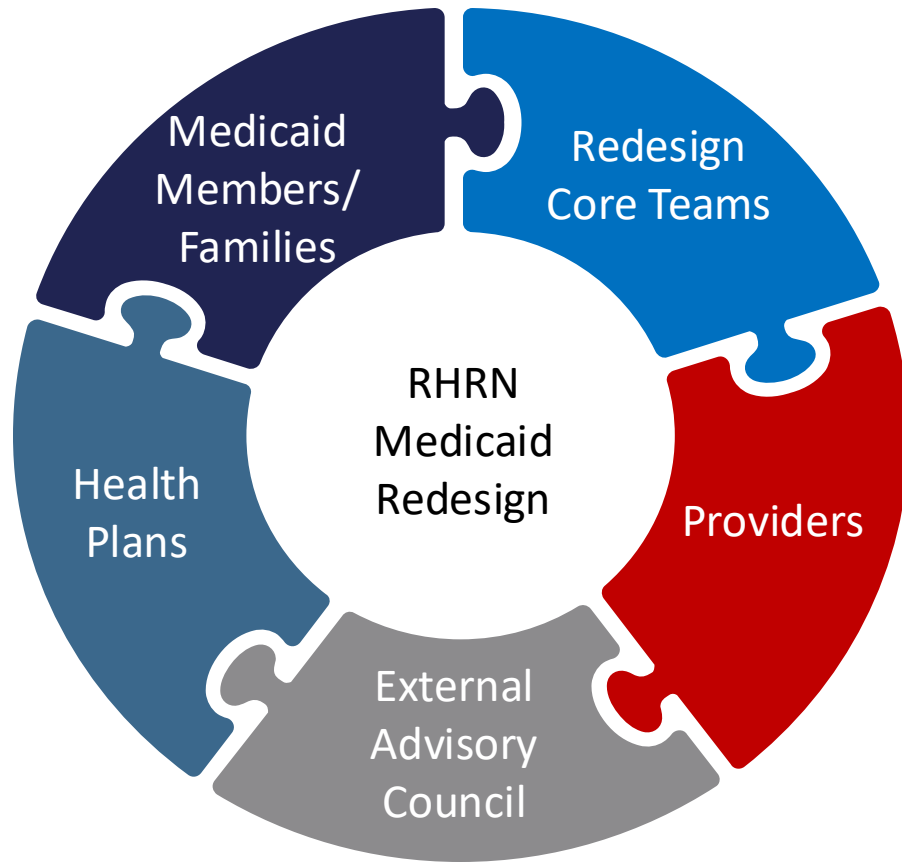 Medicaid
Members/
Families
Redesign
Core Teams
RHRN
Medicaid
Redesign
Health
Plans
Providers
External
Advisory
Council